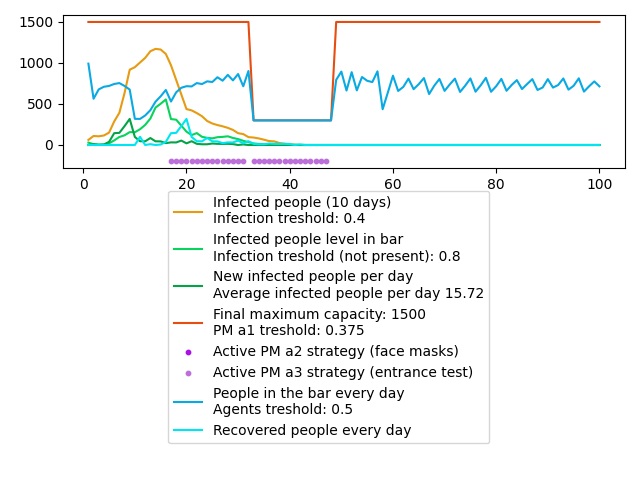 1500
1000
500
0
0
20
40
60
80
100
Infected people (10 days)
Infection treshold: 0.4
Infected people level in bar
Infection treshold (not present): 0.8
New infected people per day
Average infected people per day 15.72
Final maximum capacity: 1500
PM a1 treshold: 0.375
Active PM a2 strategy (face masks)
Active PM a3 strategy (entrance test)
People in the bar every day
Agents treshold: 0.5
Recovered people every day